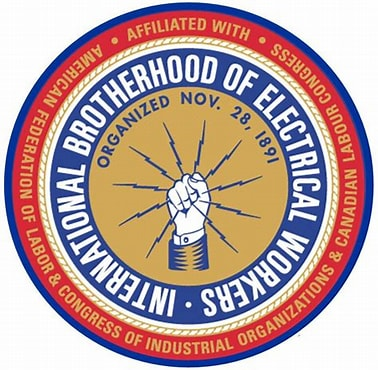 • AFFILIATED WITH •
AMERICAN FEDERATION OF LABOR & CONGRESS OF INDUSTRIAL ORGANIZATIONS & CANADIAN LABOUR CONGRESS
INTERNATIONAL BROTHERHOOD OF ELECTRICAL WORKERS •
ORGANIZED NOV. 28, 1891